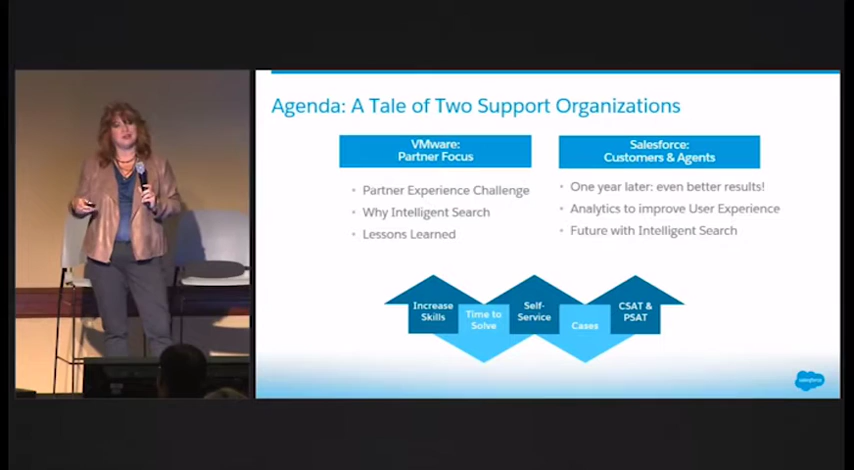 Agenda: A Tale of Two Support Organizations
VMware:
Partner Focus
• Partner Experience Challenge
• Why Intelligent Search
• Lessons Learned
Salesforce:
Customers & Agents
• One year later: even better results!
• Analytics to improve User Experience
• Future with Intelligent Search
Increase
Skills
Time to
Solve
Self-
Service
Cases
CSAT &
PSAT
salesforce